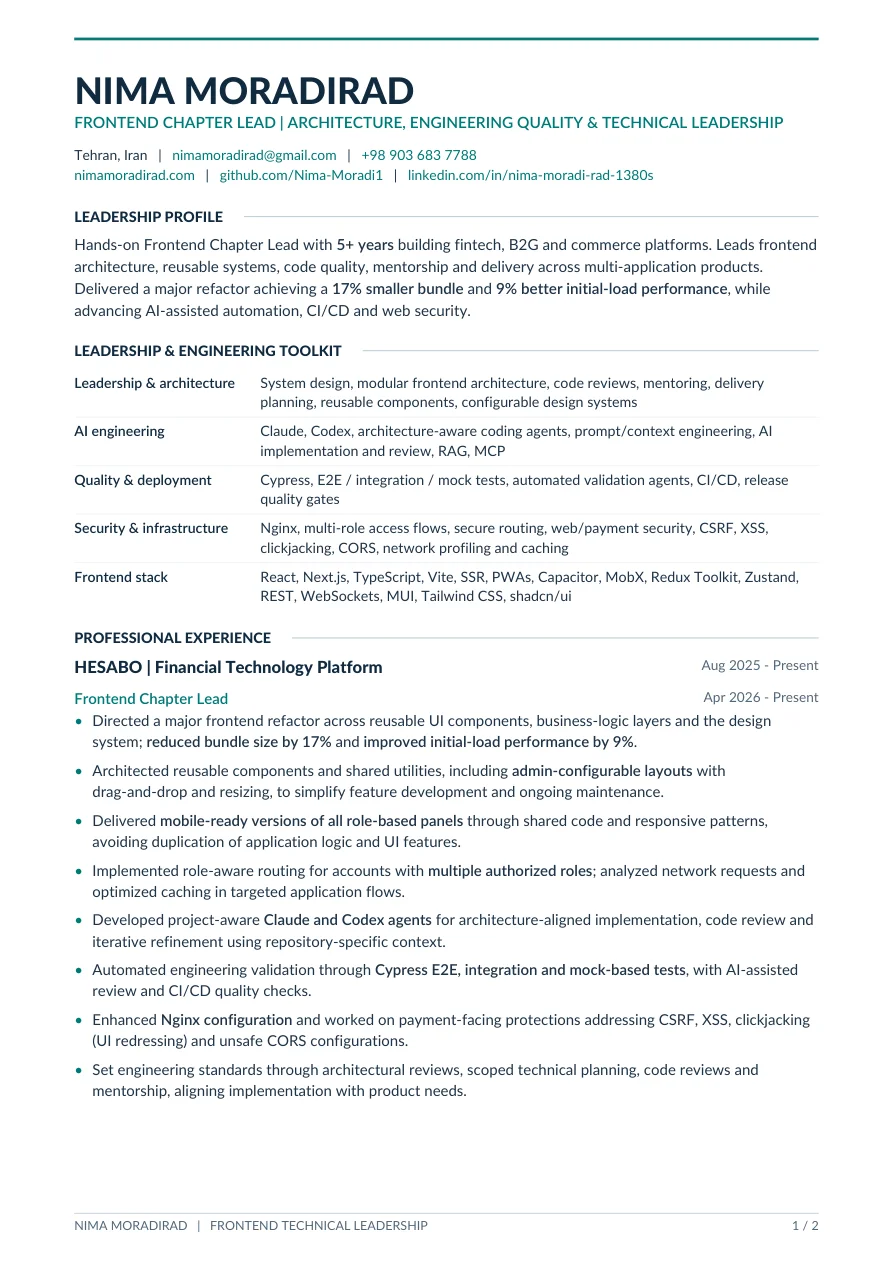 NIMA MORADIRAD
FRONTEND CHAPTER LEAD | ARCHITECTURE, ENGINEERING QUALITY & TECHNICAL LEADERSHIP
Tehran, Iran | nimamoradirad@gmail.com | +98 903 683 7788
nimamoradirad.com | github.com/Nima-Moradi1 | linkedin.com/in/nima-moradi-rad-1380s
LEADERSHIP PROFILE
Hands-on Frontend Chapter Lead with 5+ years building fintech, B2G and commerce platforms. Leads frontend
architecture, reusable systems, code quality, mentorship and delivery across multi-application products.
Delivered a major refactor achieving a 17% smaller bundle and 9% better initial-load performance, while
advancing AI-assisted automation, CI/CD and web security.
LEADERSHIP & ENGINEERING TOOLKIT
Leadership & architecture System design, modular frontend architecture, code reviews, mentoring, delivery
planning, reusable components, configurable design systems
AI engineering Claude, Codex, architecture-aware coding agents, prompt/context engineering, AI
implementation and review, RAG, MCP
Quality & deployment Cypress, E2E / integration / mock tests, automated validation agents, CI/CD, release
quality gates
Security & infrastructure Nginx, multi-role access flows, secure routing, web/payment security, CSRF, XSS,
clickjacking, CORS, network profiling and caching
Frontend stack React, Next.js, TypeScript, Vite, SSR, PWAs, Capacitor, MobX, Redux Toolkit, Zustand,
REST, WebSockets, MUI, Tailwind CSS, shadcn/ui
PROFESSIONAL EXPERIENCE
HESABO | Financial Technology Platform Aug 2025 - Present
Frontend Chapter Lead Apr 2026 - Present
• Directed a major frontend refactor across reusable UI components, business-logic layers and the design
system; reduced bundle size by 17% and improved initial-load performance by 9%.
• Architected reusable components and shared utilities, including admin-configurable layouts with
drag-and-drop and resizing, to simplify feature development and ongoing maintenance.
• Delivered mobile-ready versions of all role-based panels through shared code and responsive patterns,
avoiding duplication of application logic and UI features.
• Implemented role-aware routing for accounts with multiple authorized roles; analyzed network requests and
optimized caching in targeted application flows.
• Developed project-aware Claude and Codex agents for architecture-aligned implementation, code review and
iterative refinement using repository-specific context.
• Automated engineering validation through Cypress E2E, integration and mock-based tests, with AI-assisted
review and CI/CD quality checks.
• Enhanced Nginx configuration and worked on payment-facing protections addressing CSRF, XSS, clickjacking
(UI redressing) and unsafe CORS configurations.
• Set engineering standards through architectural reviews, scoped technical planning, code reviews and
mentorship, aligning implementation with product needs.
NIMA MORADIRAD | FRONTEND TECHNICAL LEADERSHIP 1 / 2